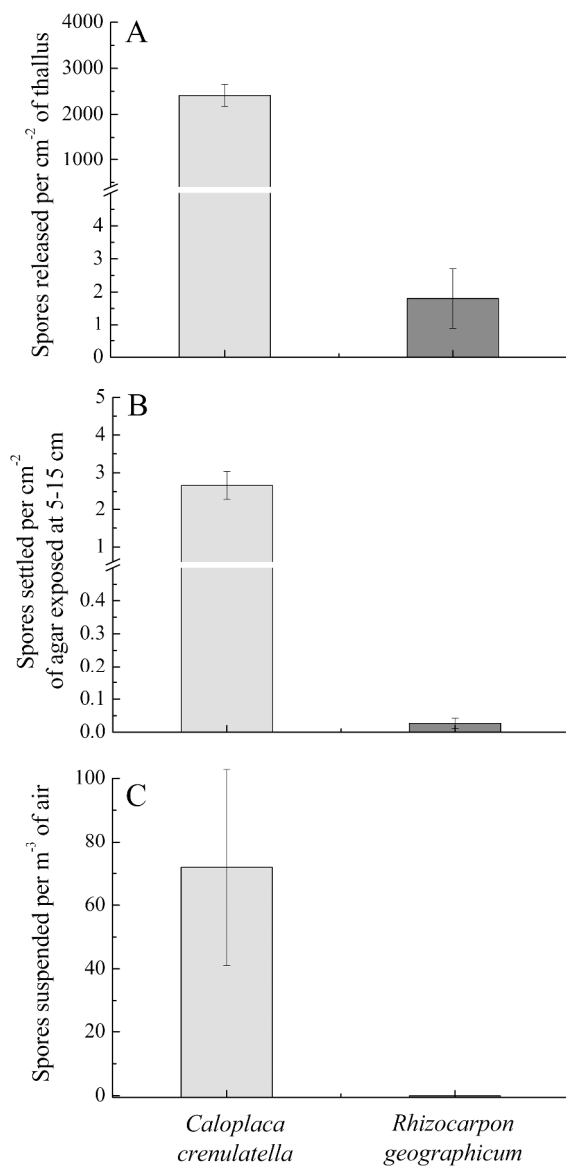 A
Spores released per cm⁻² of thallus
4000
3000
2000
1000
4
3
2
1
0
B
Spores settled per cm⁻²
of agar exposed at 5-15 cm
5
4
3
2
1
0.4
0.3
0.2
0.1
0.0
C
Spores suspended per m⁻³ of air
100
80
60
40
20
0
Caloplaca
crenulatella
Rhizocarpon
geographicum